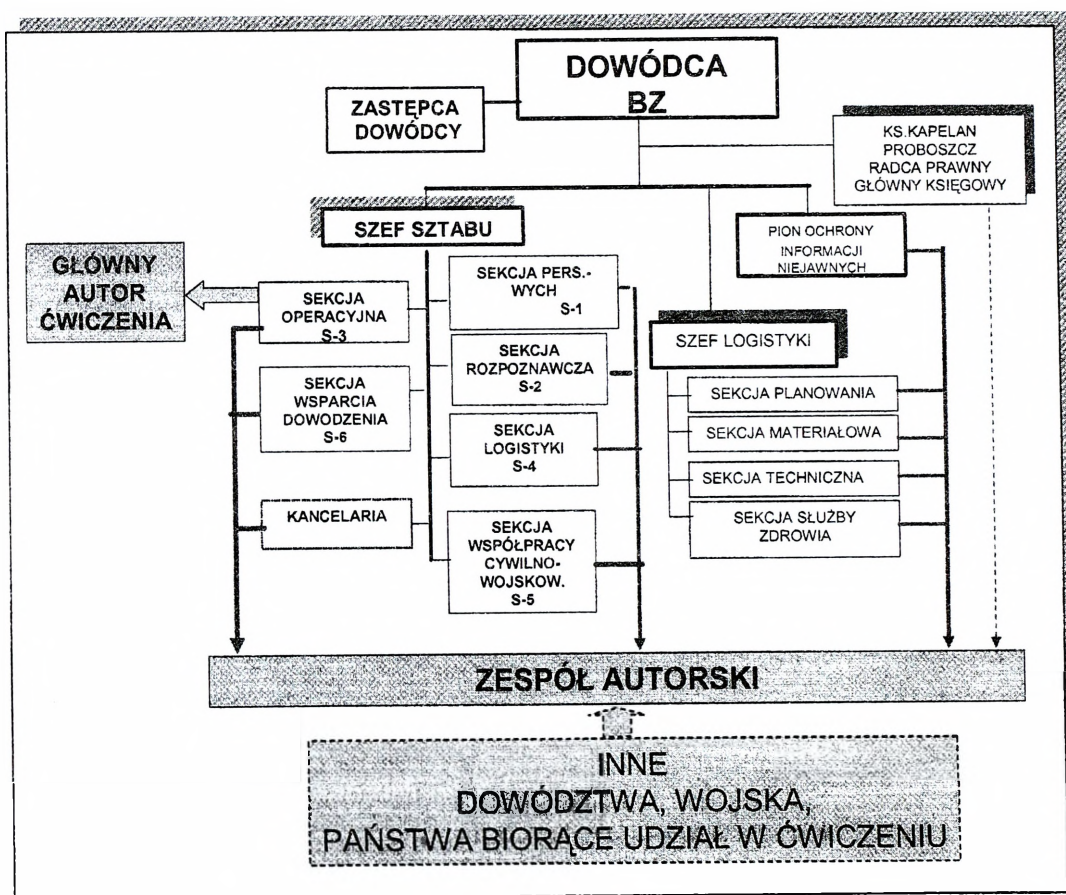 DOWÓDCA
BZ
ZASTĘPCA
DOWÓDCY
KS.KAPELAN
PROBOSZCZ
RADCA PRAWNY
GŁÓWNY KSIĘGOWY
SZEF SZTABU
PION OCHRONY
INFORMACJI
NIEJAWNYCH
GŁÓWNY
AUTOR
ĆWICZENIA
SEKCJA
OPERACYJNA
S-3
SEKCJA PERS.-
WYCH
S-1
SZEF LOGISTYKI
SEKCJA
ROZPOZNAWCZA
S-2
SEKCJA
WSPARCIA
DOWODZENIA
S-6
SEKCJA PLANOWANIA
SEKCJA
LOGISTYKI
S-4
SEKCJA MATERIAŁOWA
SEKCJA TECHNICZNA
KANCELARIA
SEKCJA
WSPÓŁPRACY
CYWILNO-
WOJSKOW.
S-5
SEKCJA SŁUŻBY
ZDROWIA
ZESPÓŁ AUTORSKI
INNE
DOWÓDZTWA, WOJSKA,
PAŃSTWA BIORĄCE UDZIAŁ W ĆWICZENIU